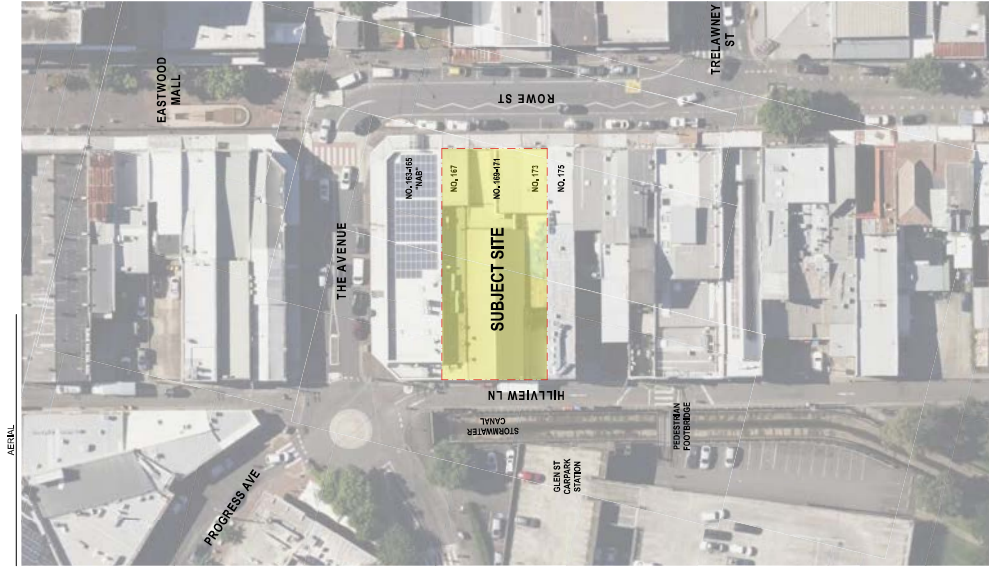 TRELAWNEY
ST
EASTWOOD
MALL
ROWE ST
NO. 163-165
"NAB"
NO. 167
NO. 169-171
NO. 173
NO. 175
THE AVENUE
SUBJECT SITE
HILLVIEW LN
STORMWATER
CANAL
PEDESTRIAN
FOOTBRIDGE
GLEN ST
CARPARK
STATION
PROGRESS AVE
AERIAL